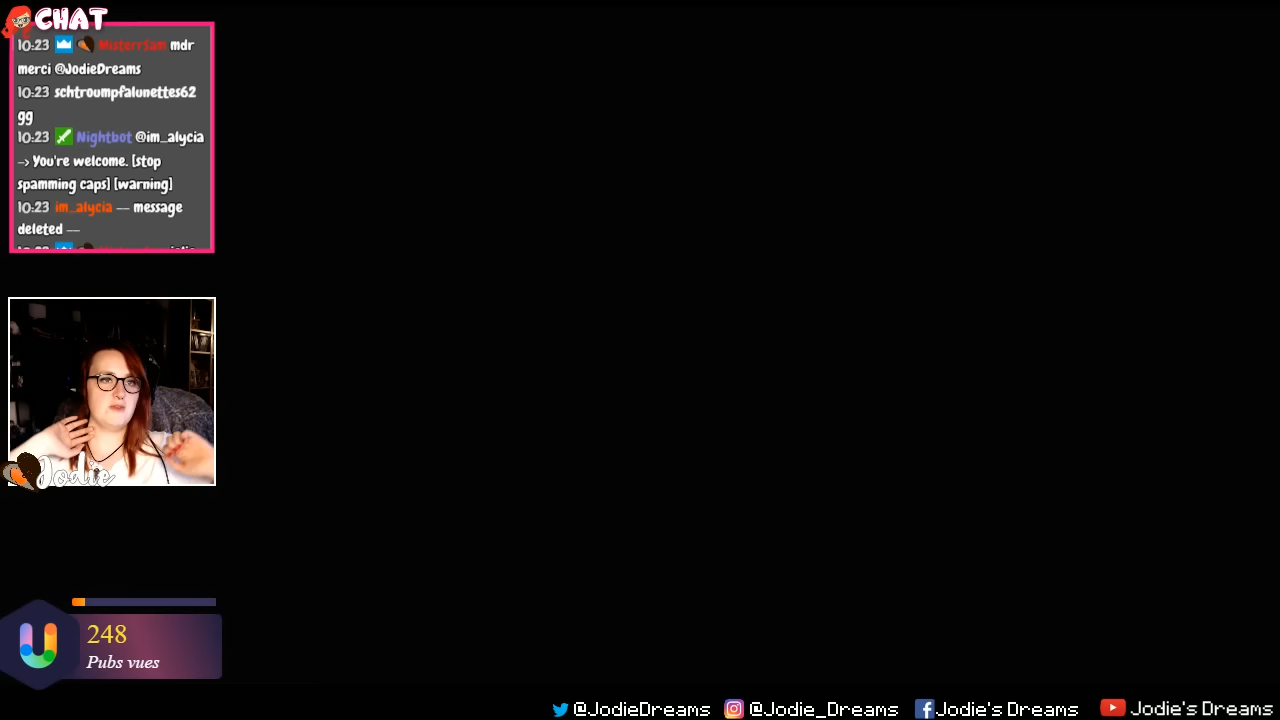 CHAT
10:23 MisterrSam mdr
merci @JodieDreams
10:23 schtroumpfalunettes62
gg
10:23 Nightbot @im_alycia
-> You're welcome. [stop
spamming caps] [warning]
10:23 im_alycia -- message
deleted --
Jodie
248
Pubs vues
@JodieDreams @Jodie_Dreams Jodie's Dreams Jodie's Dreams